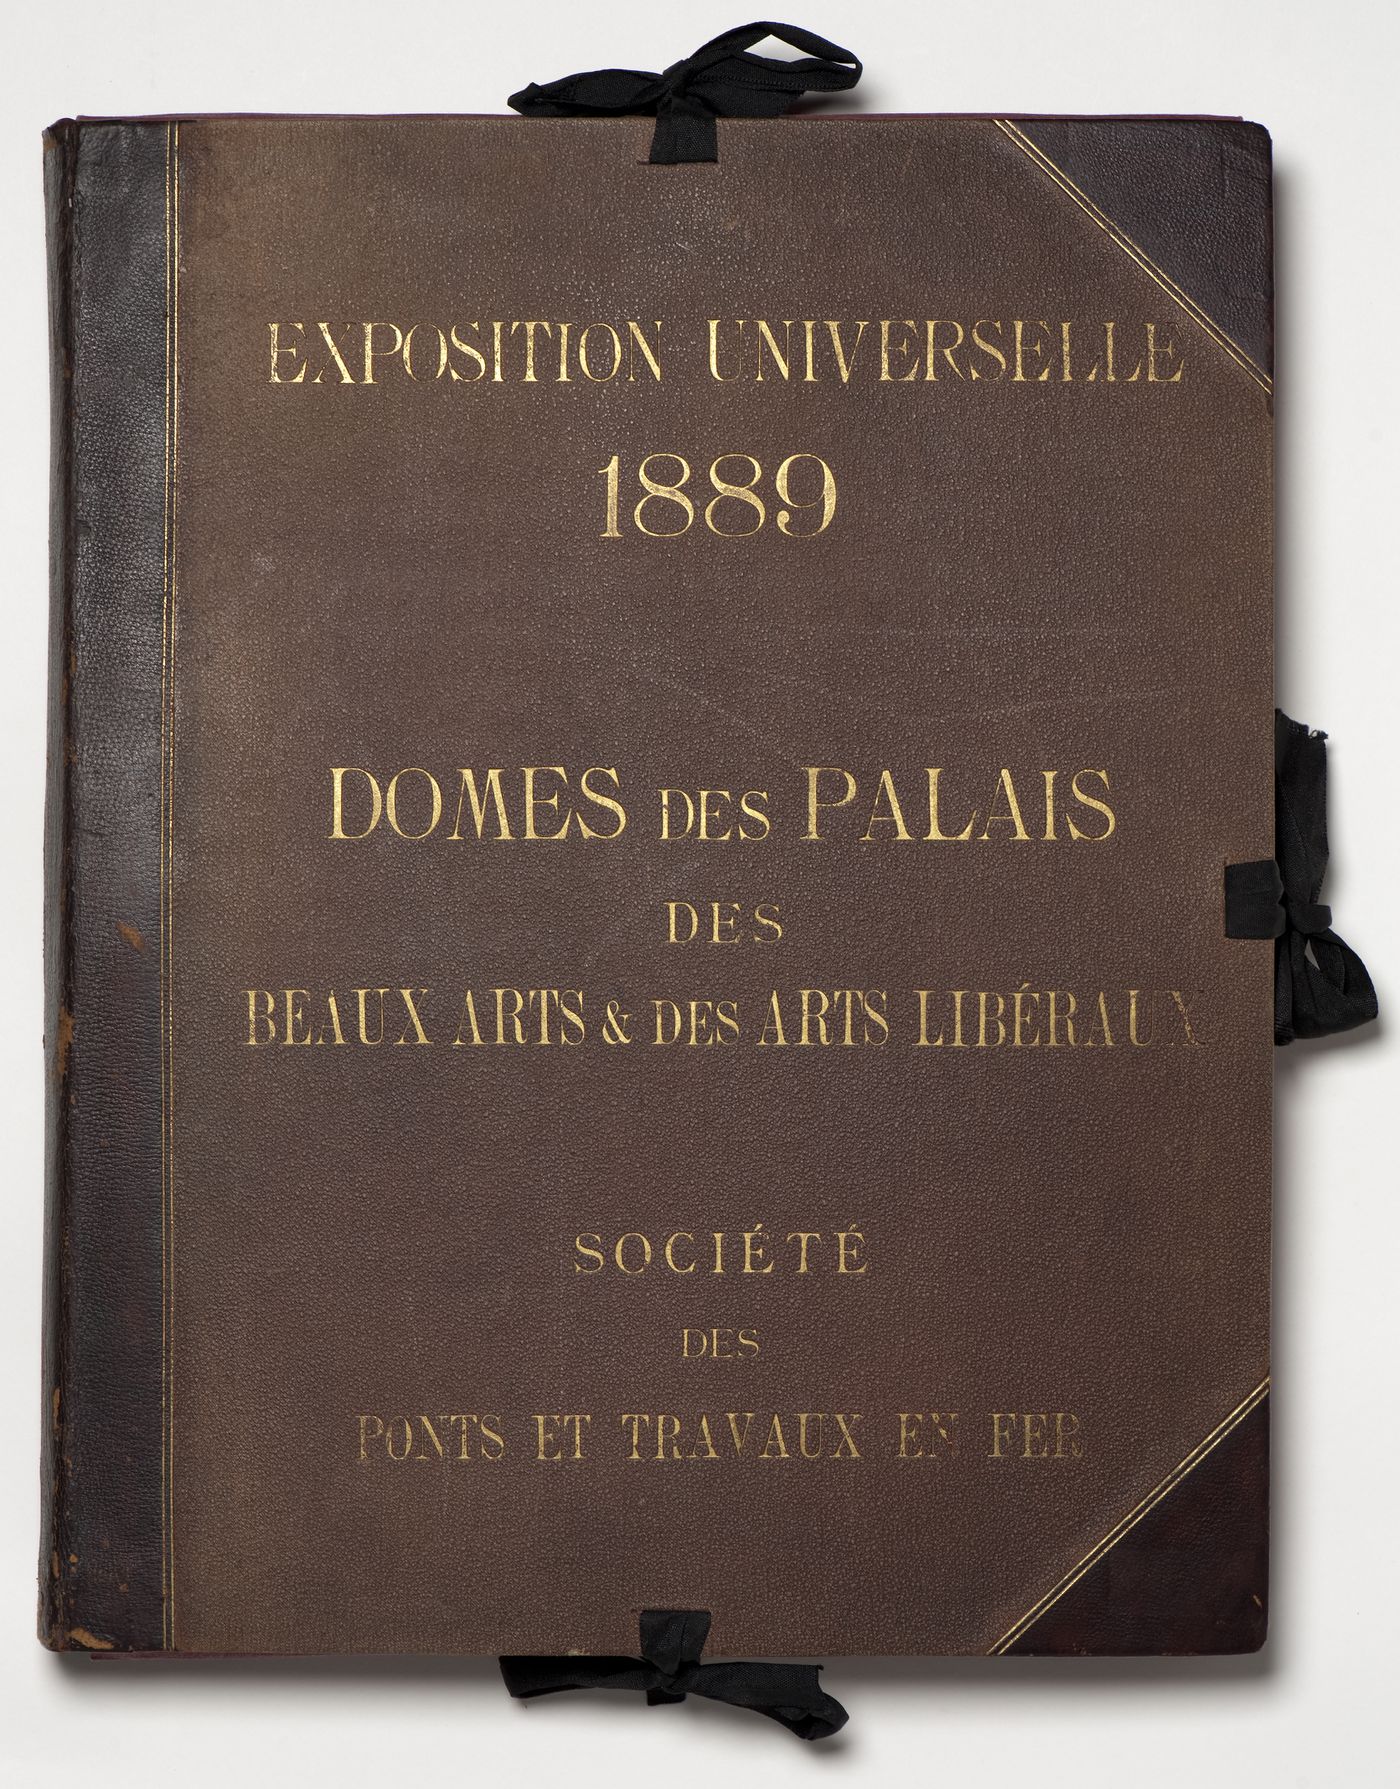 EXPOSITION UNIVERSELLE
1889
DOMES DES PALAIS
DES
BEAUX ARTS & DES ARTS LIBÉRAUX
SOCIÉTÉ
DES
PONTS ET TRAVAUX EN FER